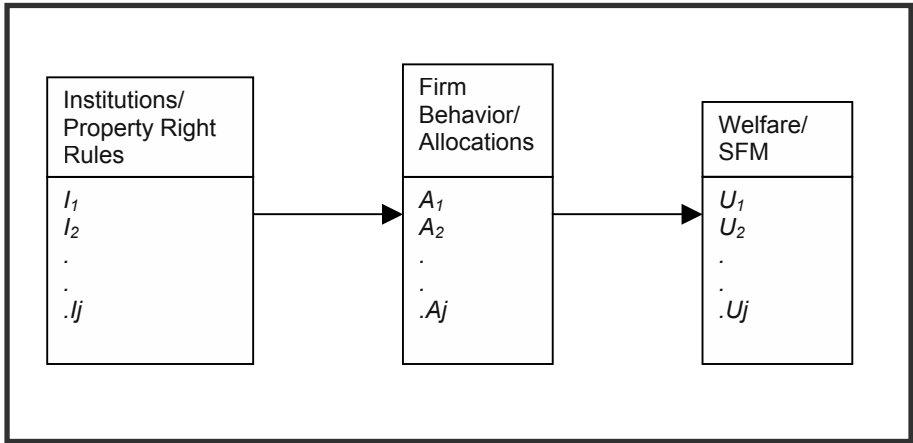 Institutions/
Property Right
Rules
I₁
I₂
.
.
.Ij
Firm
Behavior/
Allocations
A₁
A₂
.
.
.Aj
Welfare/
SFM
U₁
U₂
.
.
.Uj